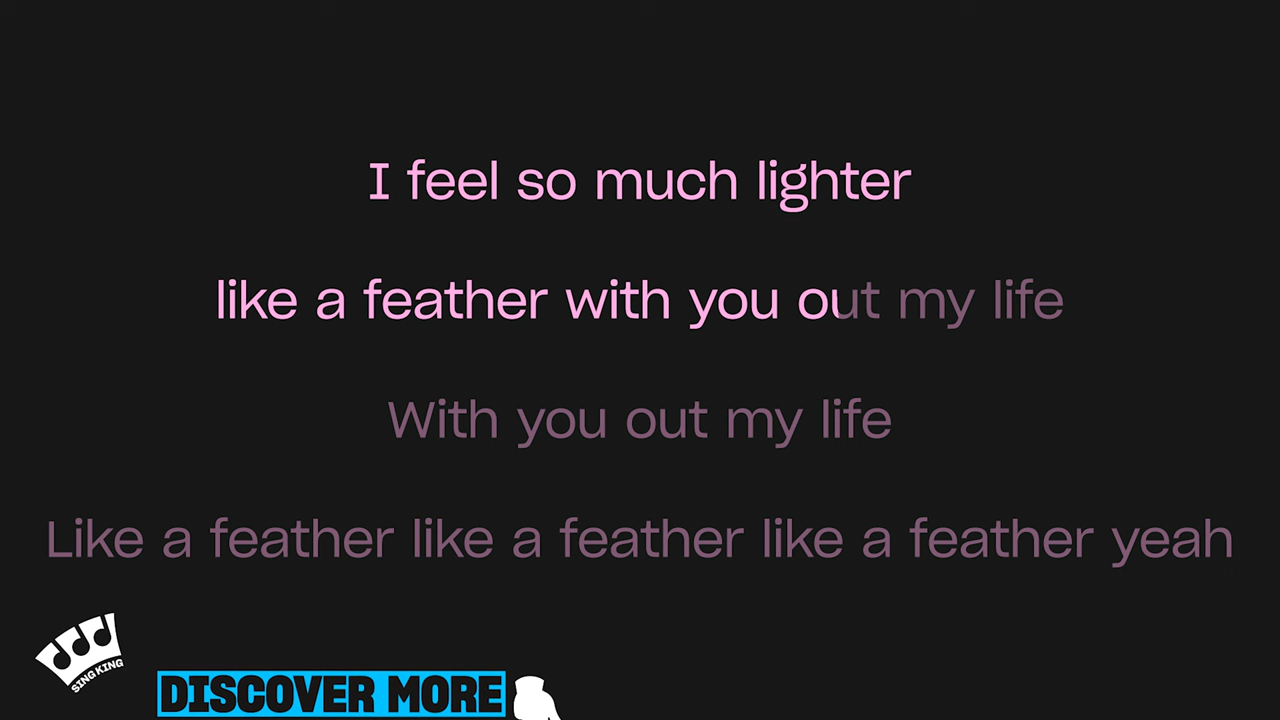 I feel so much lighter
like a feather with you out my life
With you out my life
Like a feather like a feather like a feather yeah
SING KING
DISCOVER MORE